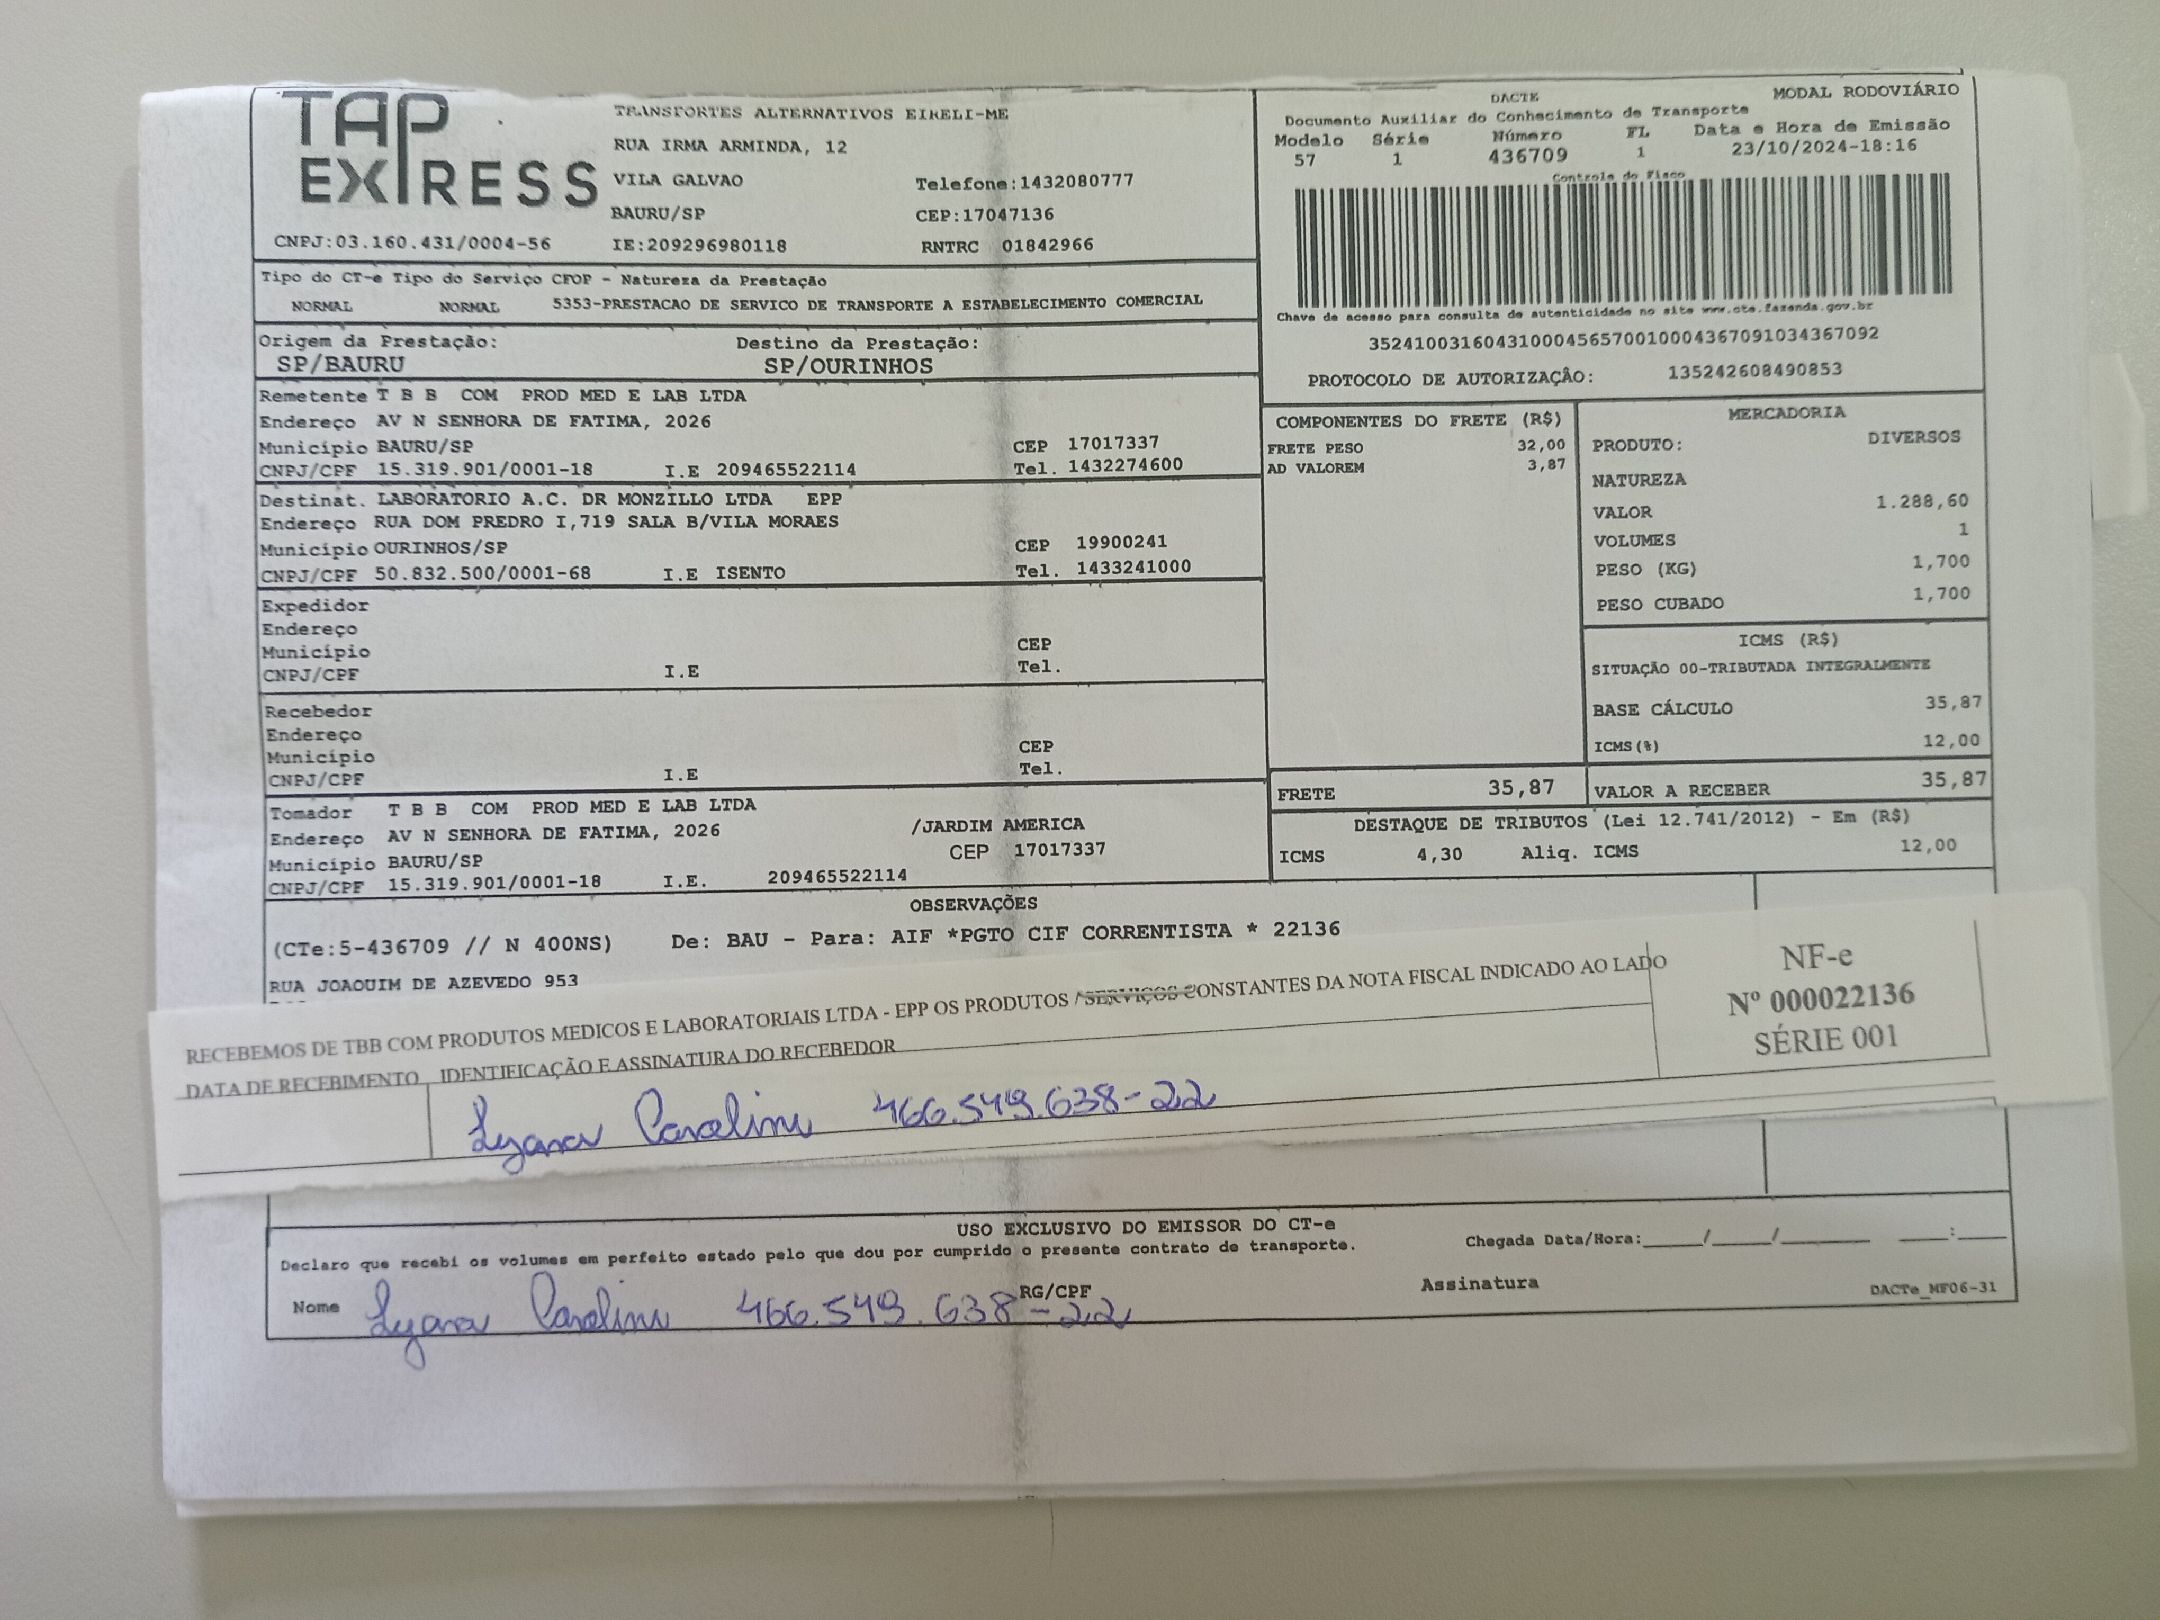 TAP EXPRESS
TRANSPORTES ALTERNATIVOS EIRELI-ME
RUA IRMA ARMINDA, 12
VILA GALVAO Telefone:1432080777
BAURU/SP CEP:17047136
CNPJ:03.160.431/0004-56 IE:209296980118 RNTRC 01842966
DACTE MODAL RODOVIÁRIO
Documento Auxiliar do Conhecimento de Transporte
Modelo Série Número FL Data e Hora de Emissão
57 1 436709 1 23/10/2024-18:16
Controle do Fisco
Chave de acesso para consulta de autenticidade no site www.cte.fazenda.gov.br
35241003160431000456570010004367091034367092
PROTOCOLO DE AUTORIZAÇÂO: 135242608490853
Tipo do CT-e Tipo do Serviço CFOP - Natureza da Prestação
NORMAL NORMAL 5353-PRESTACAO DE SERVICO DE TRANSPORTE A ESTABELECIMENTO COMERCIAL
Origem da Prestação: Destino da Prestação:
SP/BAURU SP/OURINHOS
Remetente T B B COM PROD MED E LAB LTDA
Endereço AV N SENHORA DE FATIMA, 2026
Município BAURU/SP CEP 17017337
CNPJ/CPF 15.319.901/0001-18 I.E 209465522114 Tel. 1432274600
Destinat. LABORATORIO A.C. DR MONZILLO LTDA EPP
Endereço RUA DOM PREDRO I,719 SALA B/VILA MORAES
Município OURINHOS/SP CEP 19900241
CNPJ/CPF 50.832.500/0001-68 I.E ISENTO Tel. 1433241000
Expedidor
Endereço
Município CEP
CNPJ/CPF I.E Tel.
Recebedor
Endereço
Município CEP
CNPJ/CPF I.E Tel.
Tomador T B B COM PROD MED E LAB LTDA
Endereço AV N SENHORA DE FATIMA, 2026 /JARDIM AMERICA
Município BAURU/SP CEP 17017337
CNPJ/CPF 15.319.901/0001-18 I.E. 209465522114
COMPONENTES DO FRETE (R$)
FRETE PESO 32,00
AD VALOREM 3,87
MERCADORIA
PRODUTO: DIVERSOS
NATUREZA
VALOR 1.288,60
VOLUMES 1
PESO (KG) 1,700
PESO CUBADO 1,700
ICMS (R$)
SITUAÇÃO 00-TRIBUTADA INTEGRALMENTE
BASE CÁLCULO 35,87
ICMS(%) 12,00
FRETE 35,87 VALOR A RECEBER 35,87
DESTAQUE DE TRIBUTOS (Lei 12.741/2012) - Em (R$)
ICMS 4,30 Aliq. ICMS 12,00
OBSERVAÇÕES
(CTe:5-436709 // N 400NS) De: BAU - Para: AIF *PGTO CIF CORRENTISTA * 22136
RUA JOAQUIM DE AZEVEDO 953
RECEBEMOS DE TBB COM PRODUTOS MEDICOS E LABORATORIAIS LTDA - EPP OS PRODUTOS / SERVIÇOS CONSTANTES DA NOTA FISCAL INDICADO AO LADO
DATA DE RECEBIMENTO IDENTIFICAÇÃO E ASSINATURA DO RECEBEDOR
Lyara Caroline 466.549.638-22
NF-e
Nº 000022136
SÉRIE 001
USO EXCLUSIVO DO EMISSOR DO CT-e
Declaro que recebi os volumes em perfeito estado pelo que dou por cumprido o presente contrato de transporte. Chegada Data/Hora:_____/_____/_______ ____:____
Nome Lyara Caroline 466.549.638-22 RG/CPF Assinatura DACTe_MF06-31